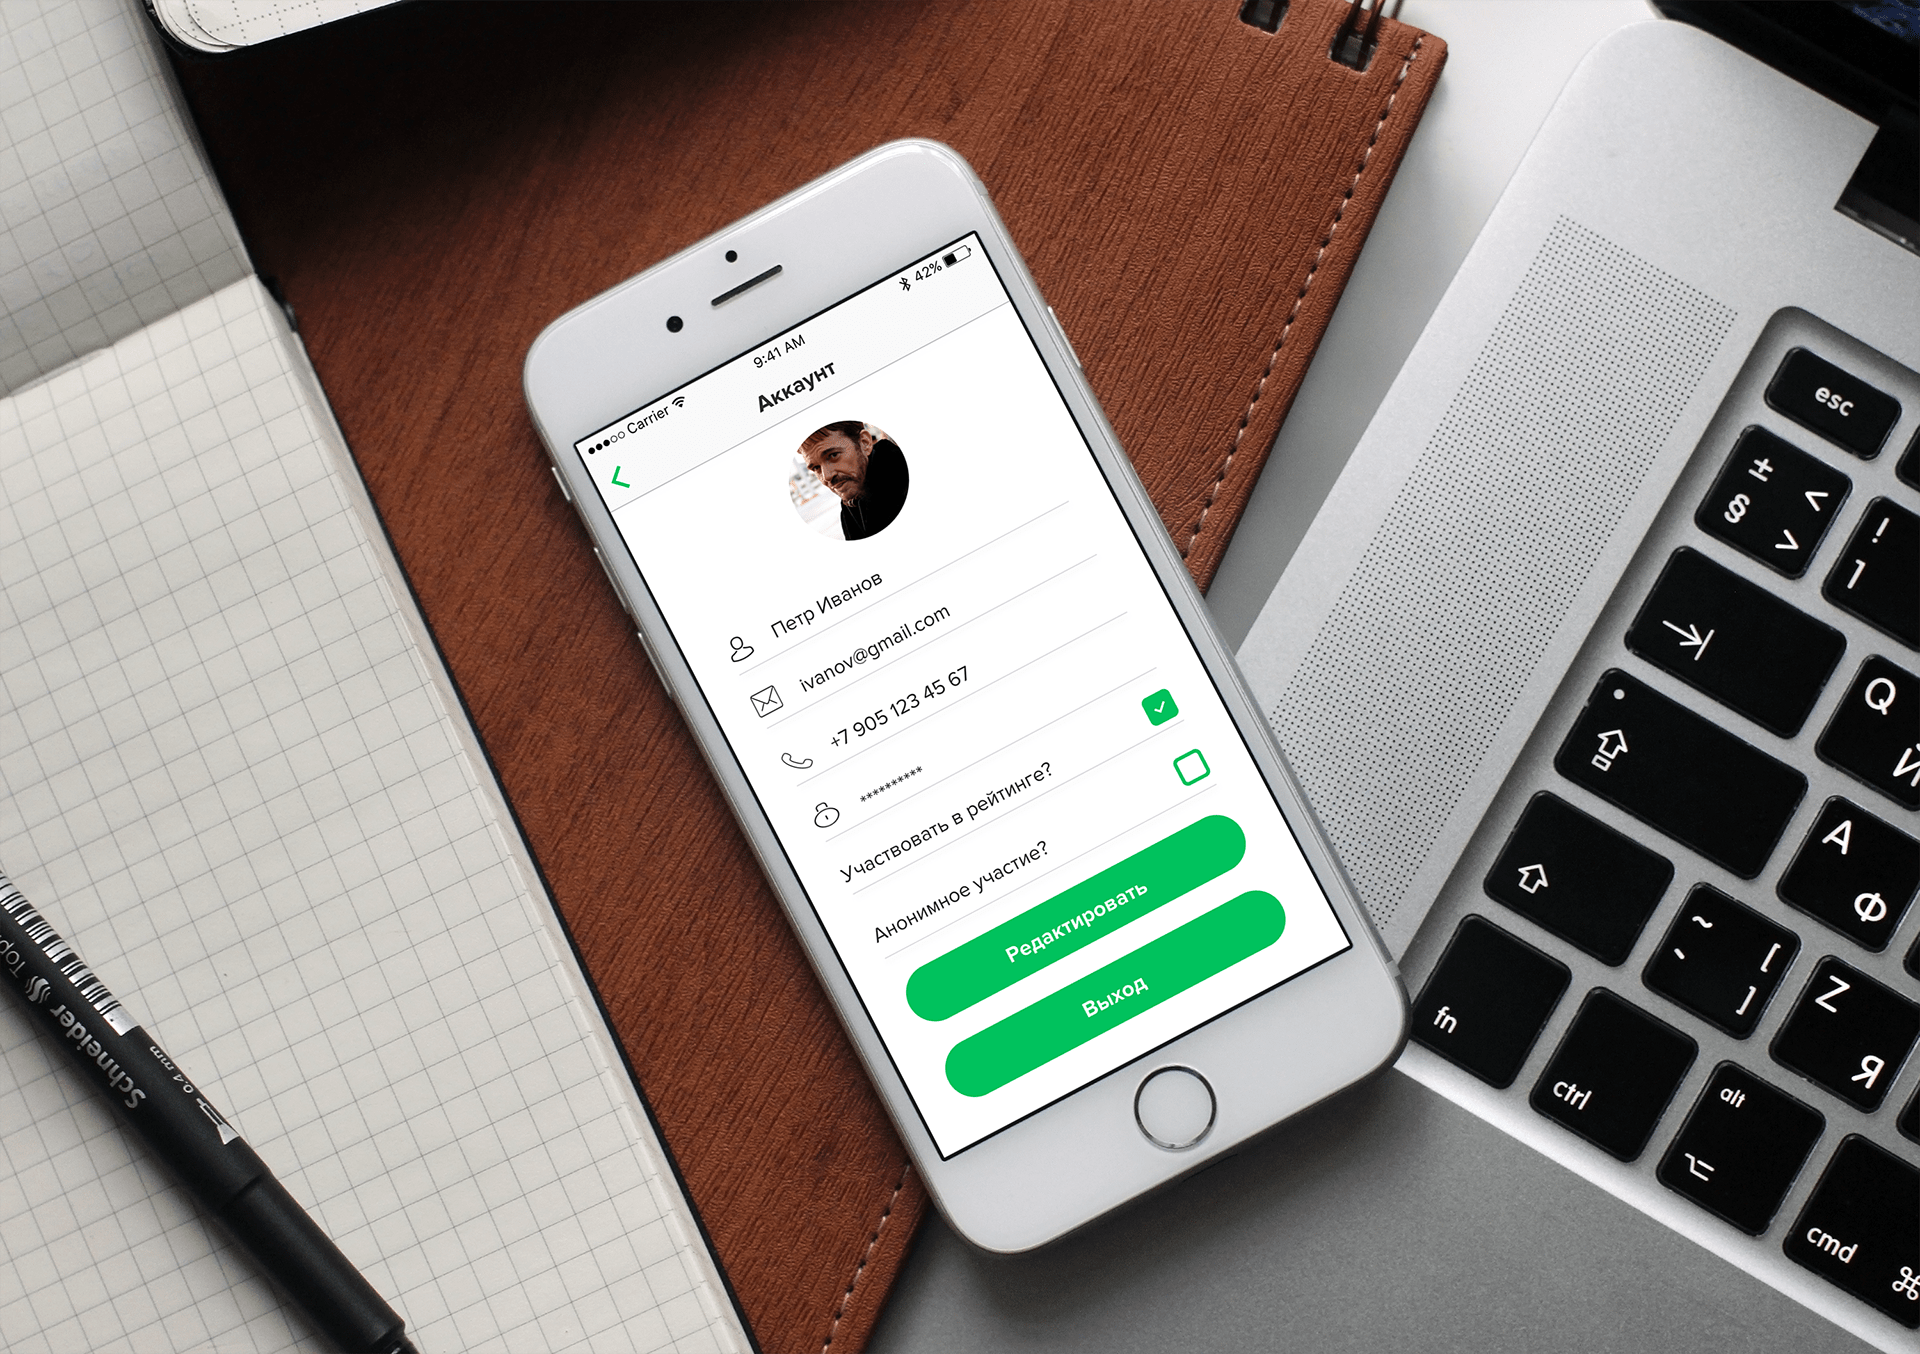 ●●●○○ Carrier
9:41 AM
42%
Аккаунт
Петр Иванов
ivanov@gmail.com
+7 905 123 45 67
**********
Участвовать в рейтинге?
Анонимное участие?
Редактировать
Выход
Schneider
0.4 mm
esc
±
§
<
>
!
1
Q
Й
A
Ф
~
`
[
]
Z
Я
fn
ctrl
alt
cmd
⌘